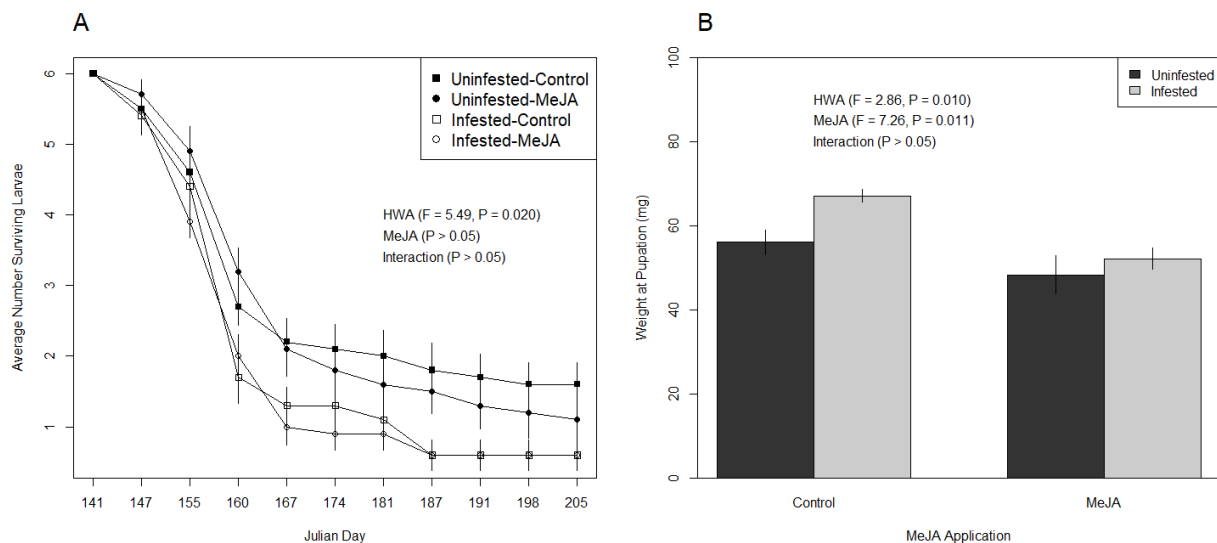 A
Uninfested-Control
Uninfested-MeJA
Infested-Control
Infested-MeJA
HWA (F = 5.49, P = 0.020)
MeJA (P > 0.05)
Interaction (P > 0.05)
Average Number Surviving Larvae
6
5
4
3
2
1
141 147 155 160 167 174 181 187 191 198 205
Julian Day
B
Uninfested
Infested
HWA (F = 2.86, P = 0.010)
MeJA (F = 7.26, P = 0.011)
Interaction (P > 0.05)
Weight at Pupation (mg)
100
80
60
40
20
0
Control MeJA
MeJA Application